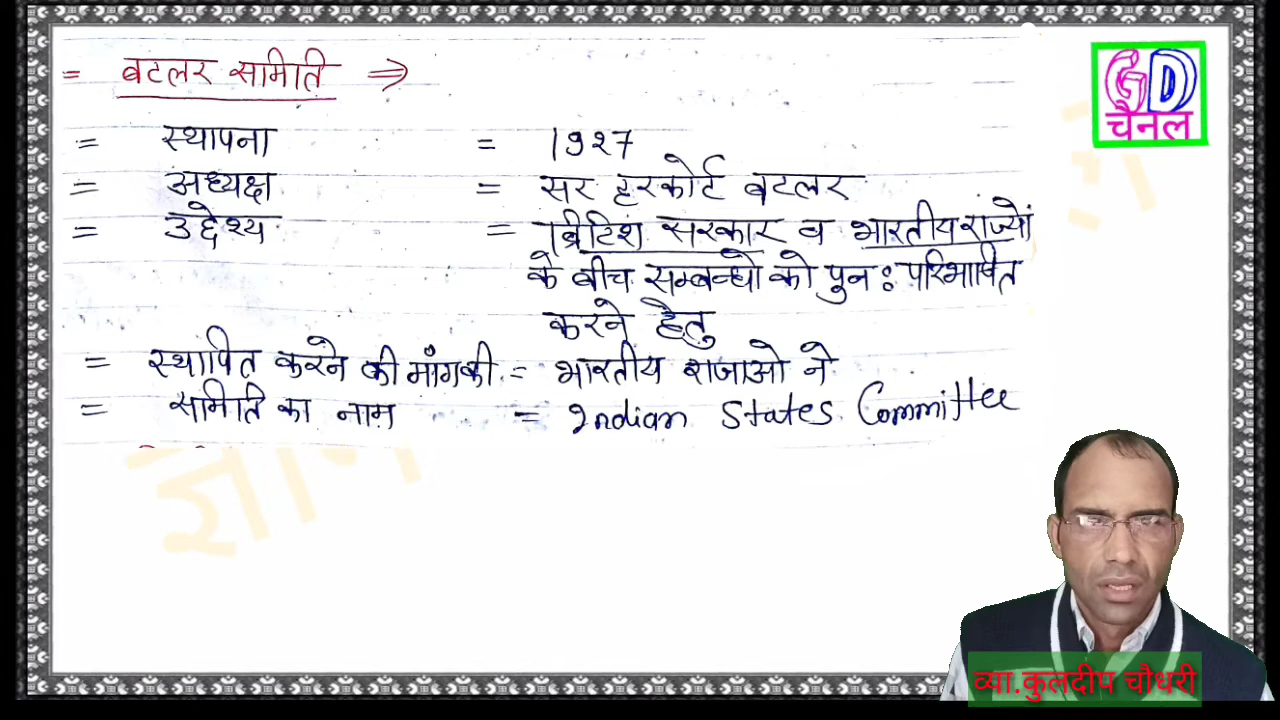 = बटलर समिति ⇒
= स्थापना = 1927
= अध्यक्ष = सर हरकोर्ट बटलर
= उद्देश्य = ब्रिटिश सरकार व भारतीय राज्यों
के बीच सम्बन्धो को पुन: परिभाषित
करने हेतु
= स्थापित करने की माँग की = भारतीय राजाओ ने
= समिति का नाम = Indian States Committee
GD
चैनल
ज्ञान
व्या.कुलदीप चौधरी